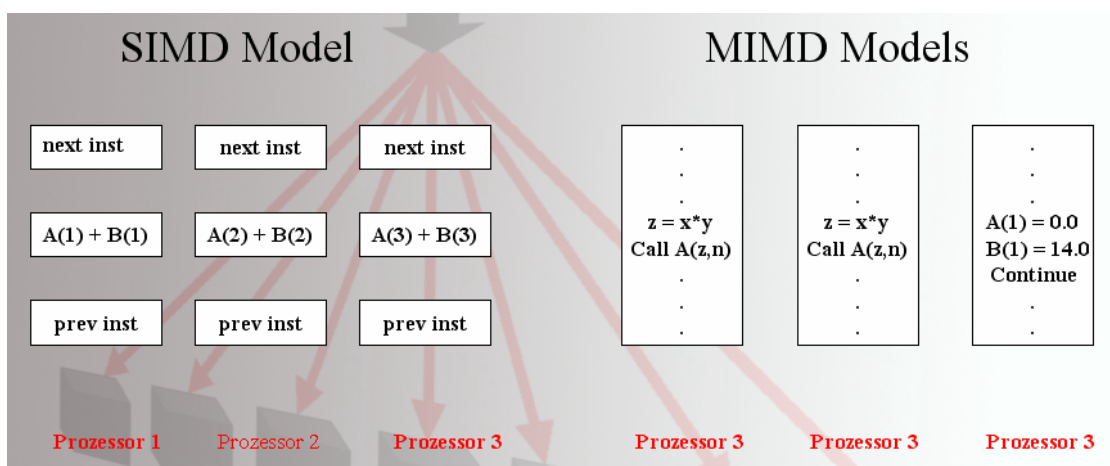 SIMD Model
MIMD Models
next inst
next inst
next inst
A(1) + B(1)
A(2) + B(2)
A(3) + B(3)
prev inst
prev inst
prev inst
Prozessor 1
Prozessor 2
Prozessor 3
.
.
.
z = x*y
Call A(z,n)
.
.
.
.
.
z = x*y
Call A(z,n)
.
.
.
.
.
A(1) = 0.0
B(1) = 14.0
Continue
.
.
Prozessor 3
Prozessor 3
Prozessor 3